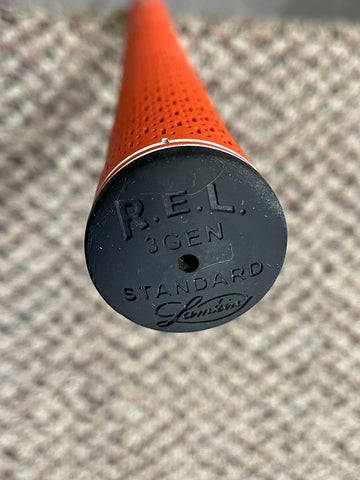 R.E.L.
3GEN
STANDARD
Lamkin